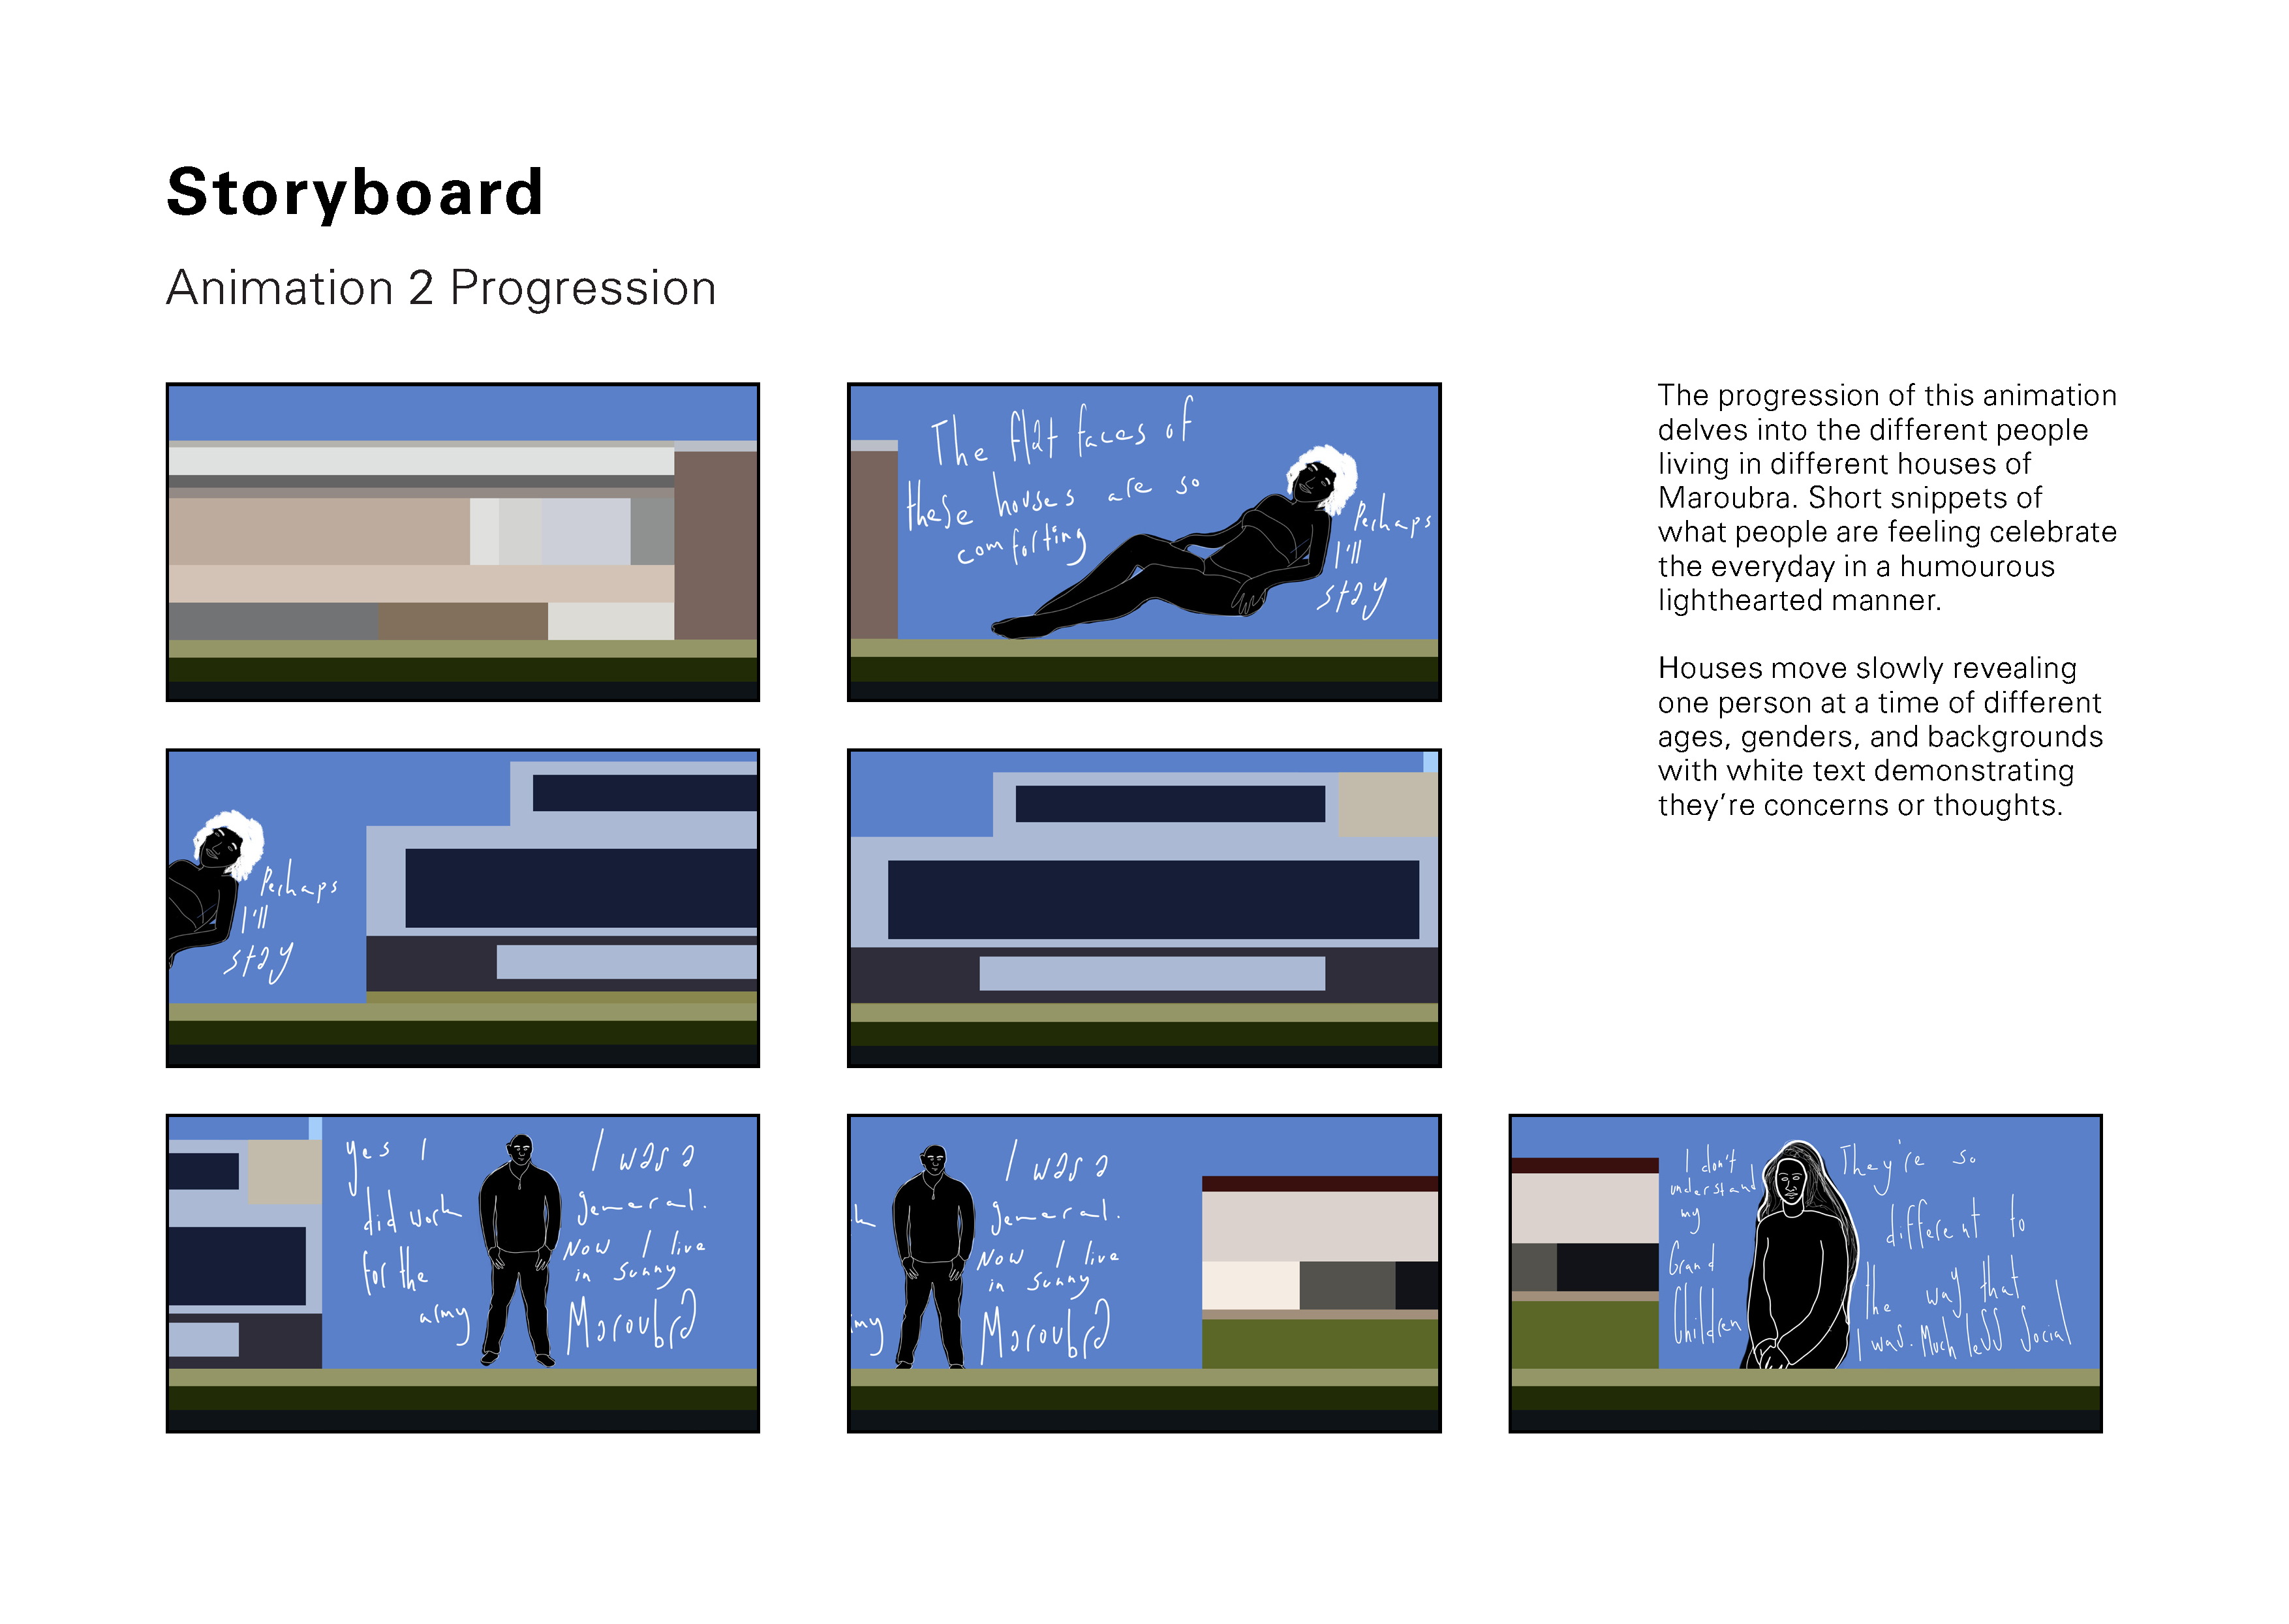 Storyboard
Animation 2 Progression
The flat faces of
these houses are so
comforting
Perhaps
I'll
stay
Perhaps
I'll
stay
yes I
did work
for the
army
I was a
general.
Now I live
in sunny
Maroubra
k
my
I was a
general.
Now I live
in sunny
Maroubra
I don't
understand
my
Grand
Children
They're so
different to
the way that
I was. Much less social
The progression of this animation
delves into the different people
living in different houses of
Maroubra. Short snippets of
what people are feeling celebrate
the everyday in a humourous
lighthearted manner.
Houses move slowly revealing
one person at a time of different
ages, genders, and backgrounds
with white text demonstrating
they're concerns or thoughts.